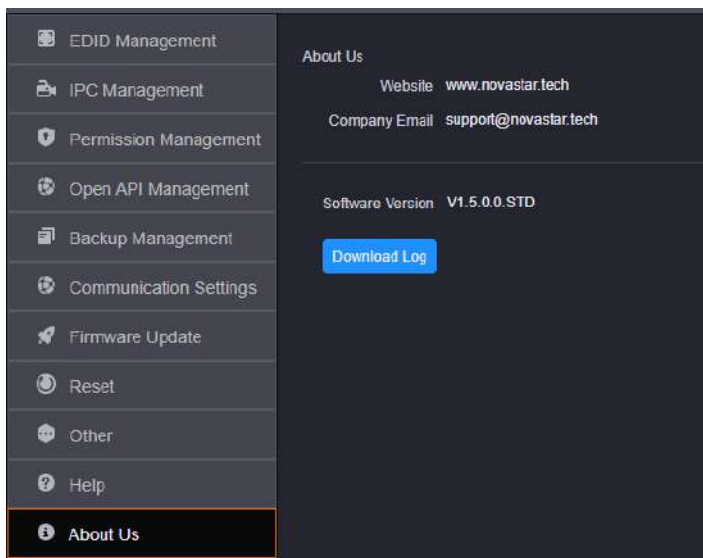 EDID Management
IPC Management
Permission Management
Open API Management
Backup Management
Communication Settings
Firmware Update
Reset
Other
Help
About Us
About Us
Website www.novastar.tech
Company Email support@novastar.tech
Software Version V1.5.0.0.STD
Download Log